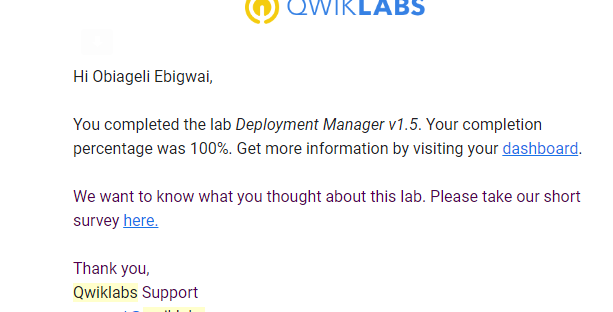 QWIKLABS
Hi Obiageli Ebigwai,
You completed the lab Deployment Manager v1.5. Your completion
percentage was 100%. Get more information by visiting your dashboard.
We want to know what you thought about this lab. Please take our short
survey here.
Thank you,
Qwiklabs Support